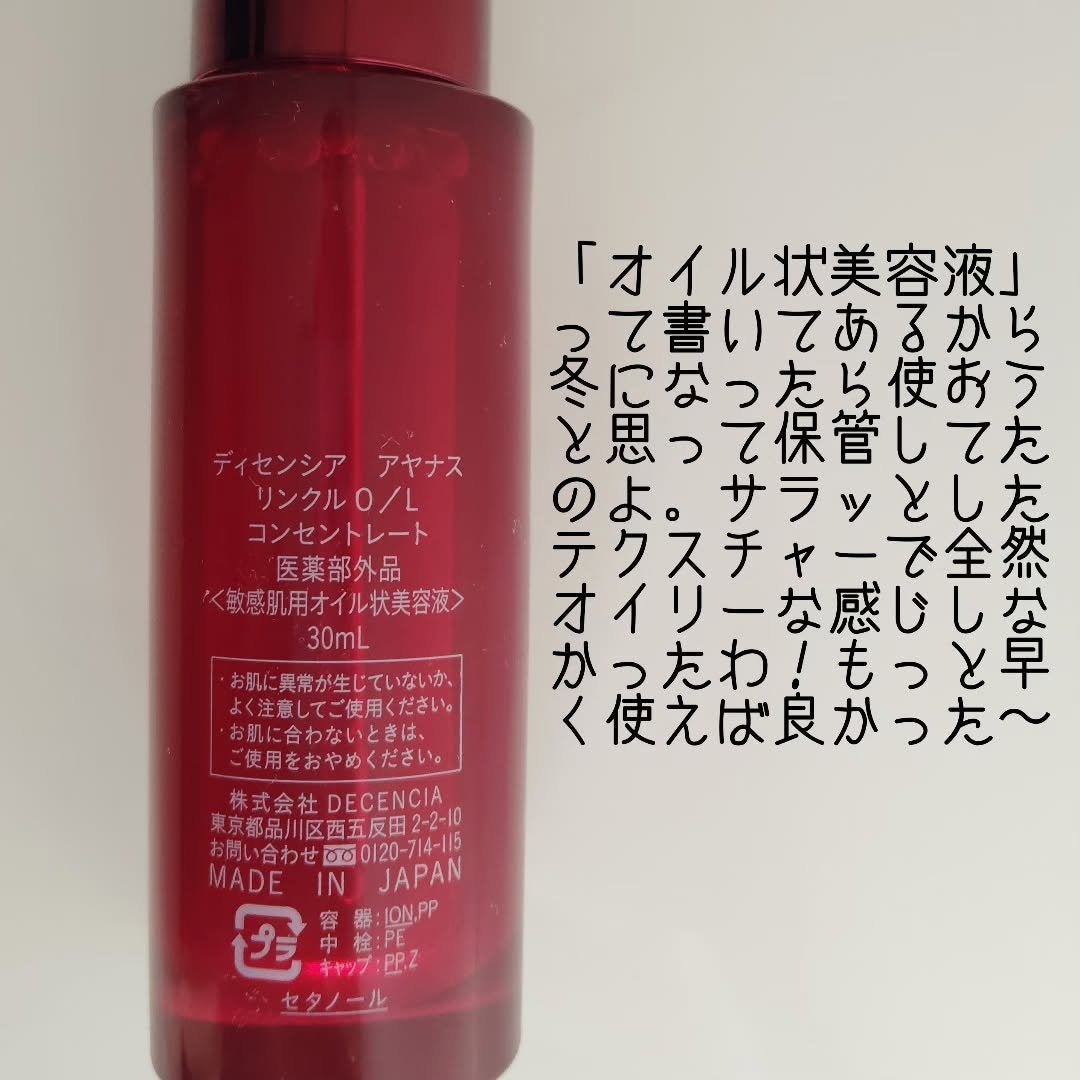 ディセンシア アヤナス
リンクル O/L
コンセントレート
医薬部外品
<敏感肌用オイル状美容液>
30mL
・お肌に異常が生じていないか、
よく注意してご使用ください。
・お肌に合わないときは、
ご使用をおやめください。
株式会社 DECENCIA
東京都品川区西五反田 2-2-10
お問い合わせ 0120-714-115
MADE IN JAPAN
プラ
容器:ION,PP
中栓:PE
キャップ:PP,Z
セタノール
「オイル状美容液」
って書いてあるから
冬になったら使おう
と思って保管してた
のよ。サラッとした
テクスチャーで全然
オイリーな感じしな
かったわ!もっと早
く使えば良かった〜